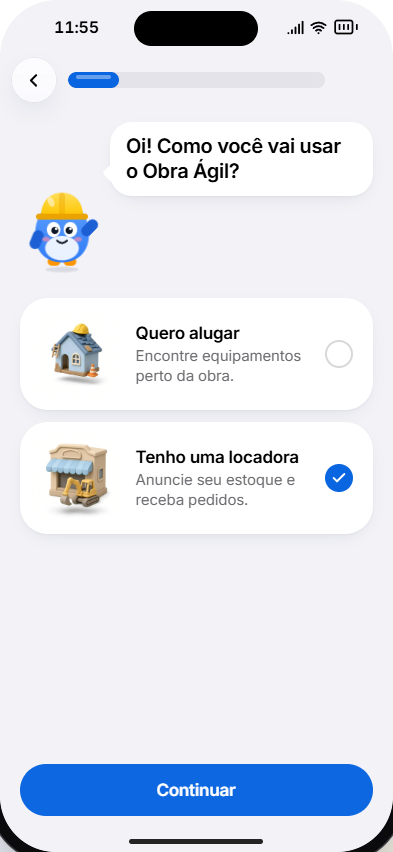 11:55
Oi! Como você vai usar
o Obra Ágil?
Quero alugar
Encontre equipamentos
perto da obra.
Tenho uma locadora
Anuncie seu estoque e
receba pedidos.
Continuar